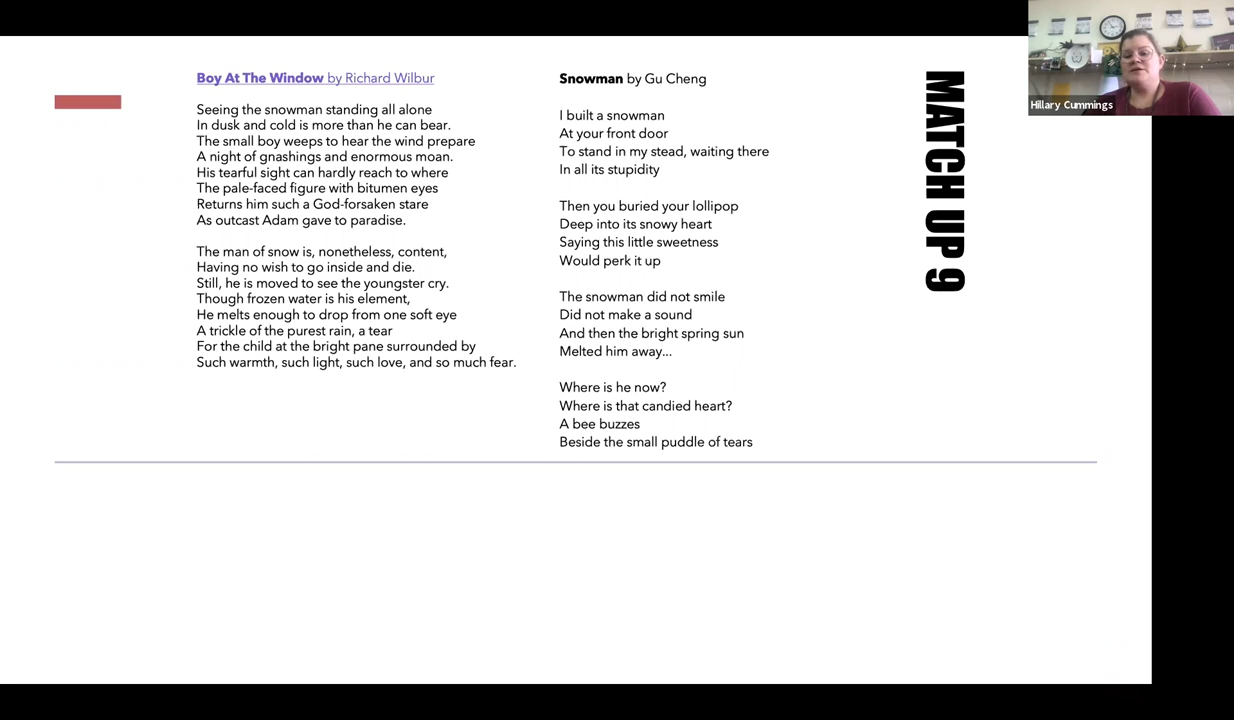 Boy At The Window by Richard Wilbur
Seeing the snowman standing all alone
In dusk and cold is more than he can bear.
The small boy weeps to hear the wind prepare
A night of gnashings and enormous moan.
His tearful sight can hardly reach to where
The pale-faced figure with bitumen eyes
Returns him such a God-forsaken stare
As outcast Adam gave to paradise.
The man of snow is, nonetheless, content,
Having no wish to go inside and die.
Still, he is moved to see the youngster cry.
Though frozen water is his element,
He melts enough to drop from one soft eye
A trickle of the purest rain, a tear
For the child at the bright pane surrounded by
Such warmth, such light, such love, and so much fear.
Snowman by Gu Cheng
I built a snowman
At your front door
To stand in my stead, waiting there
In all its stupidity
Then you buried your lollipop
Deep into its snowy heart
Saying this little sweetness
Would perk it up
The snowman did not smile
Did not make a sound
And then the bright spring sun
Melted him away...
Where is he now?
Where is that candied heart?
A bee buzzes
Beside the small puddle of tears
MATCH UP 9
Hillary Cummings